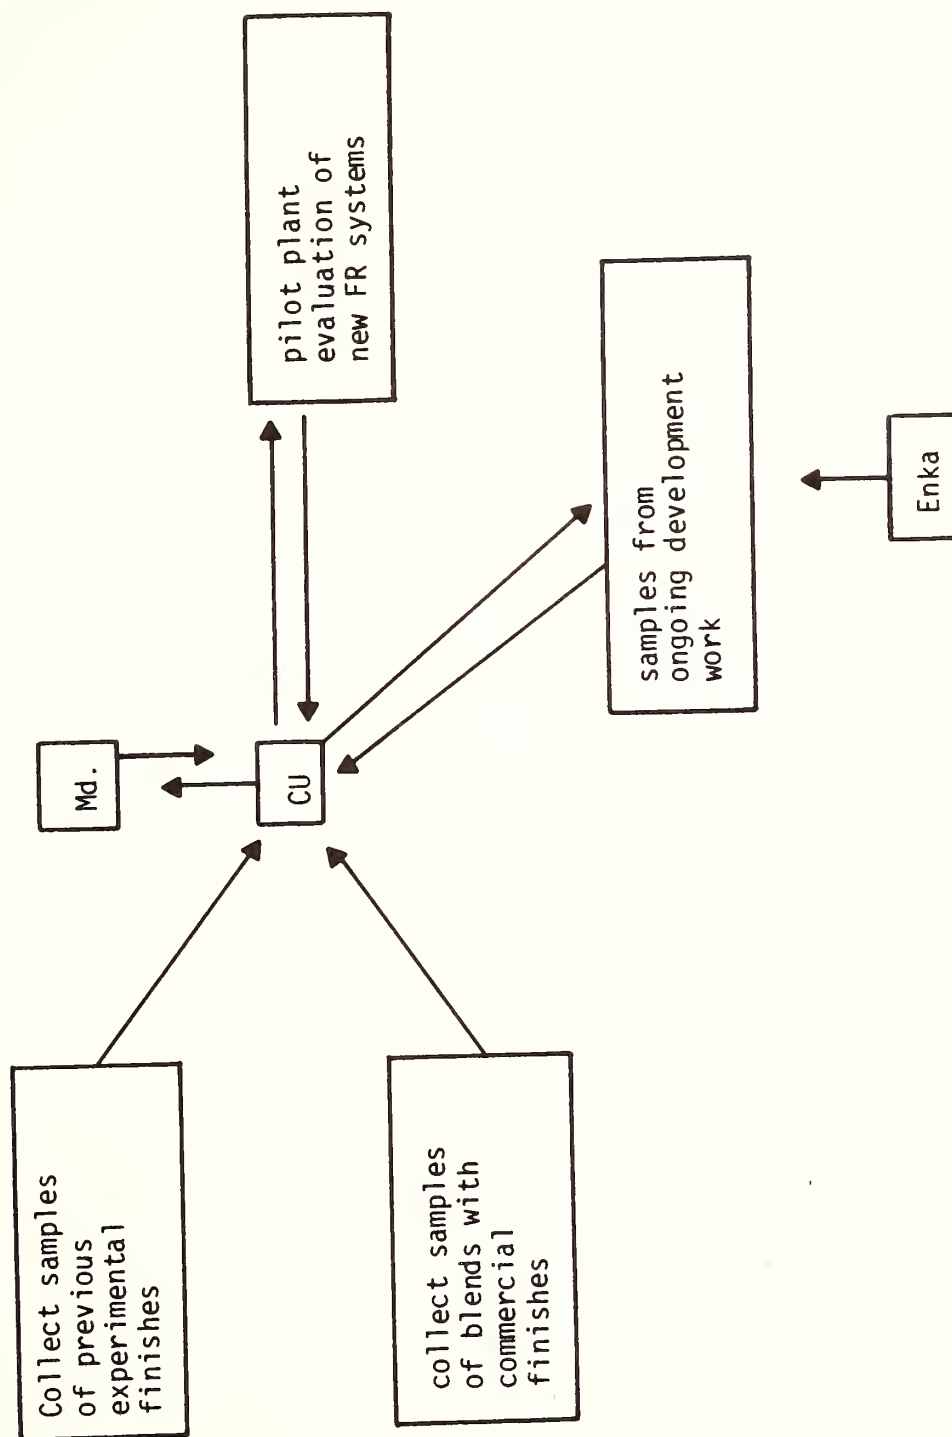 Collect samples
of previous
experimental
finishes
collect samples
of blends with
commercial
finishes
Md.
CU
pilot plant
evaluation of
new FR systems
samples from
ongoing development
work
Enka